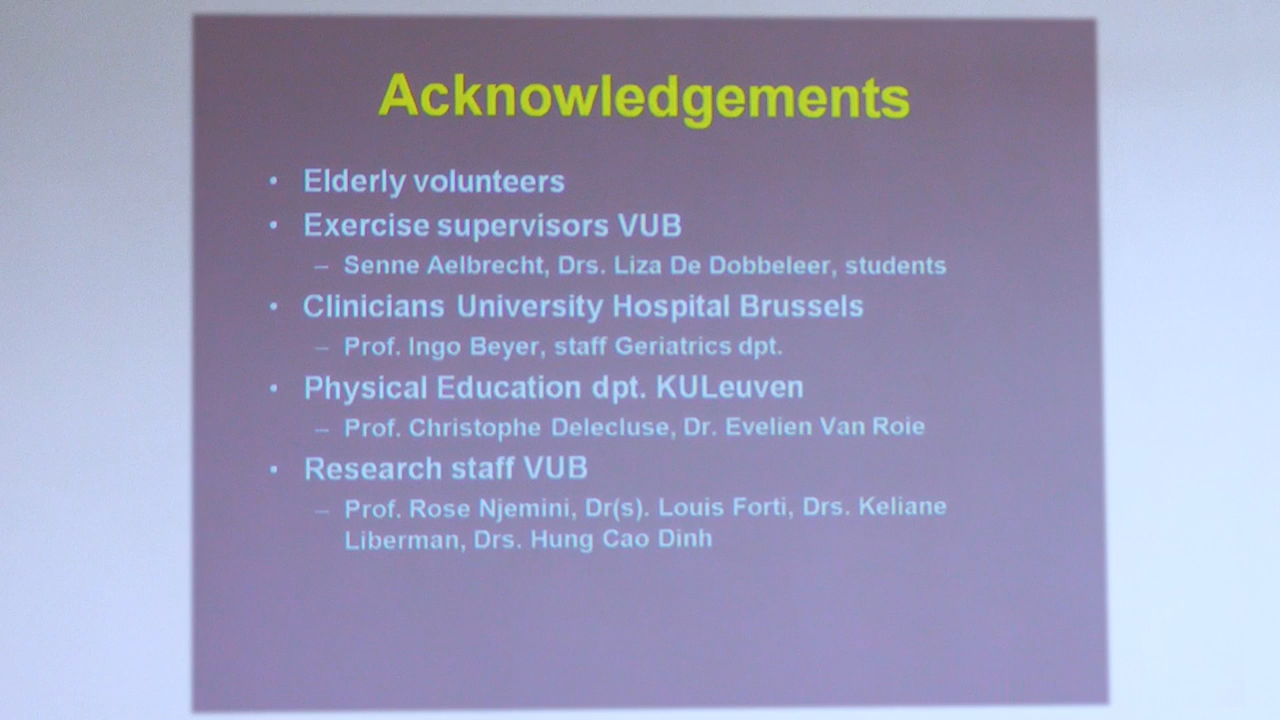 Acknowledgements
• Elderly volunteers
• Exercise supervisors VUB
– Senne Aelbrecht, Drs. Liza De Dobbeleer, students
• Clinicians University Hospital Brussels
– Prof. Ingo Beyer, staff Geriatrics dpt.
• Physical Education dpt. KULeuven
– Prof. Christophe Delecluse, Dr. Evelien Van Roie
• Research staff VUB
– Prof. Rose Njemini, Dr(s). Louis Forti, Drs. Keliane
Liberman, Drs. Hung Cao Dinh